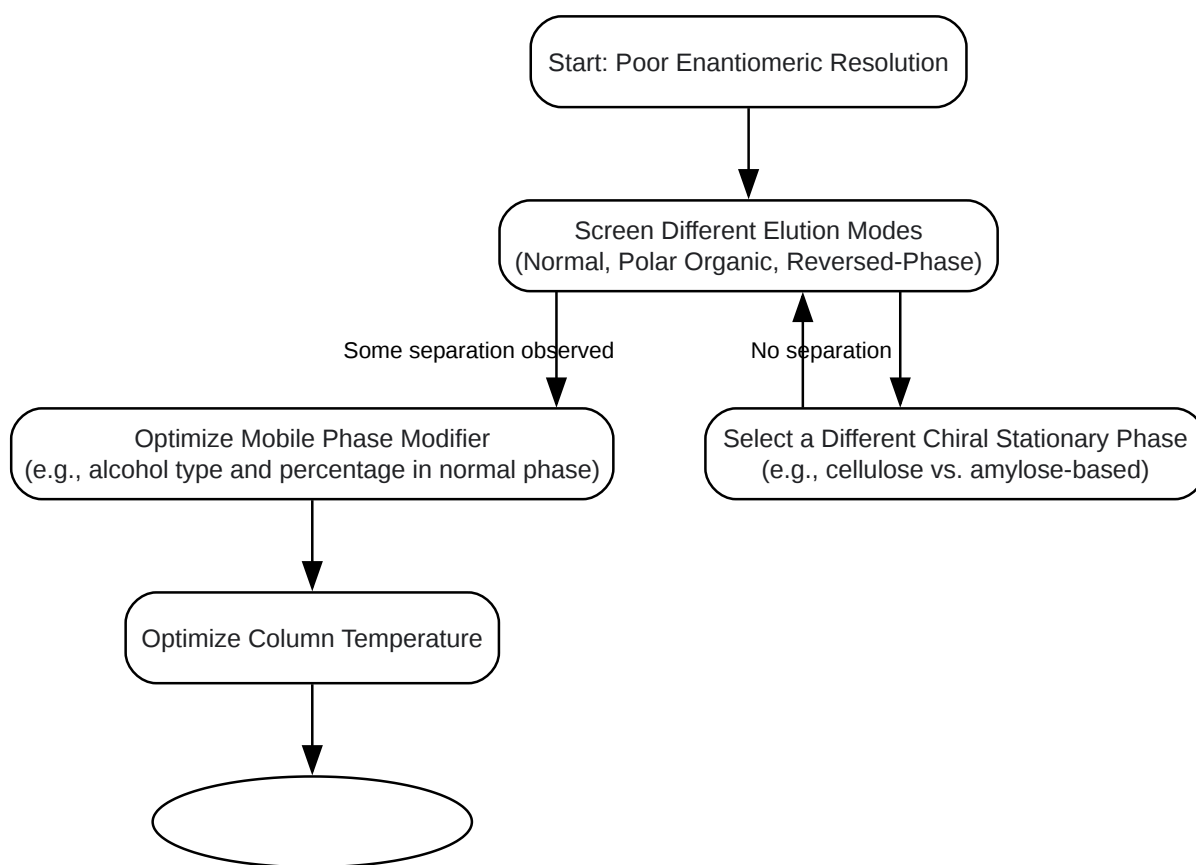 Start: Poor Enantiomeric Resolution
Screen Different Elution Modes
(Normal, Polar Organic, Reversed-Phase)
Some separation observed
No separation
Optimize Mobile Phase Modifier
(e.g., alcohol type and percentage in normal phase)
Select a Different Chiral Stationary Phase
(e.g., cellulose vs. amylose-based)
Optimize Column Temperature